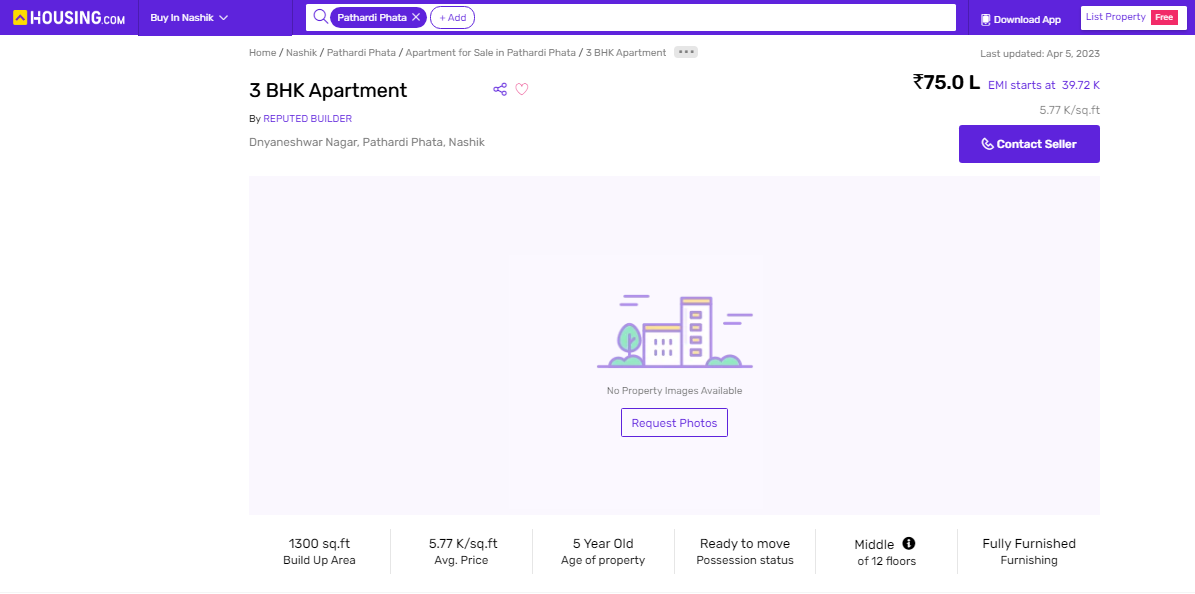 HOUSING.COM
Buy In Nashik
Pathardi Phata
+ Add
Download App
List Property Free
Home / Nashik / Pathardi Phata / Apartment for Sale in Pathardi Phata / 3 BHK Apartment
Last updated: Apr 5, 2023
3 BHK Apartment
₹75.0 L EMI starts at 39.72 K
5.77 K/sq.ft
By REPUTED BUILDER
Dnyaneshwar Nagar, Pathardi Phata, Nashik
Contact Seller
No Property Images Available
Request Photos
1300 sq.ft
Build Up Area
5.77 K/sq.ft
Avg. Price
5 Year Old
Age of property
Ready to move
Possession status
Middle
of 12 floors
Fully Furnished
Furnishing